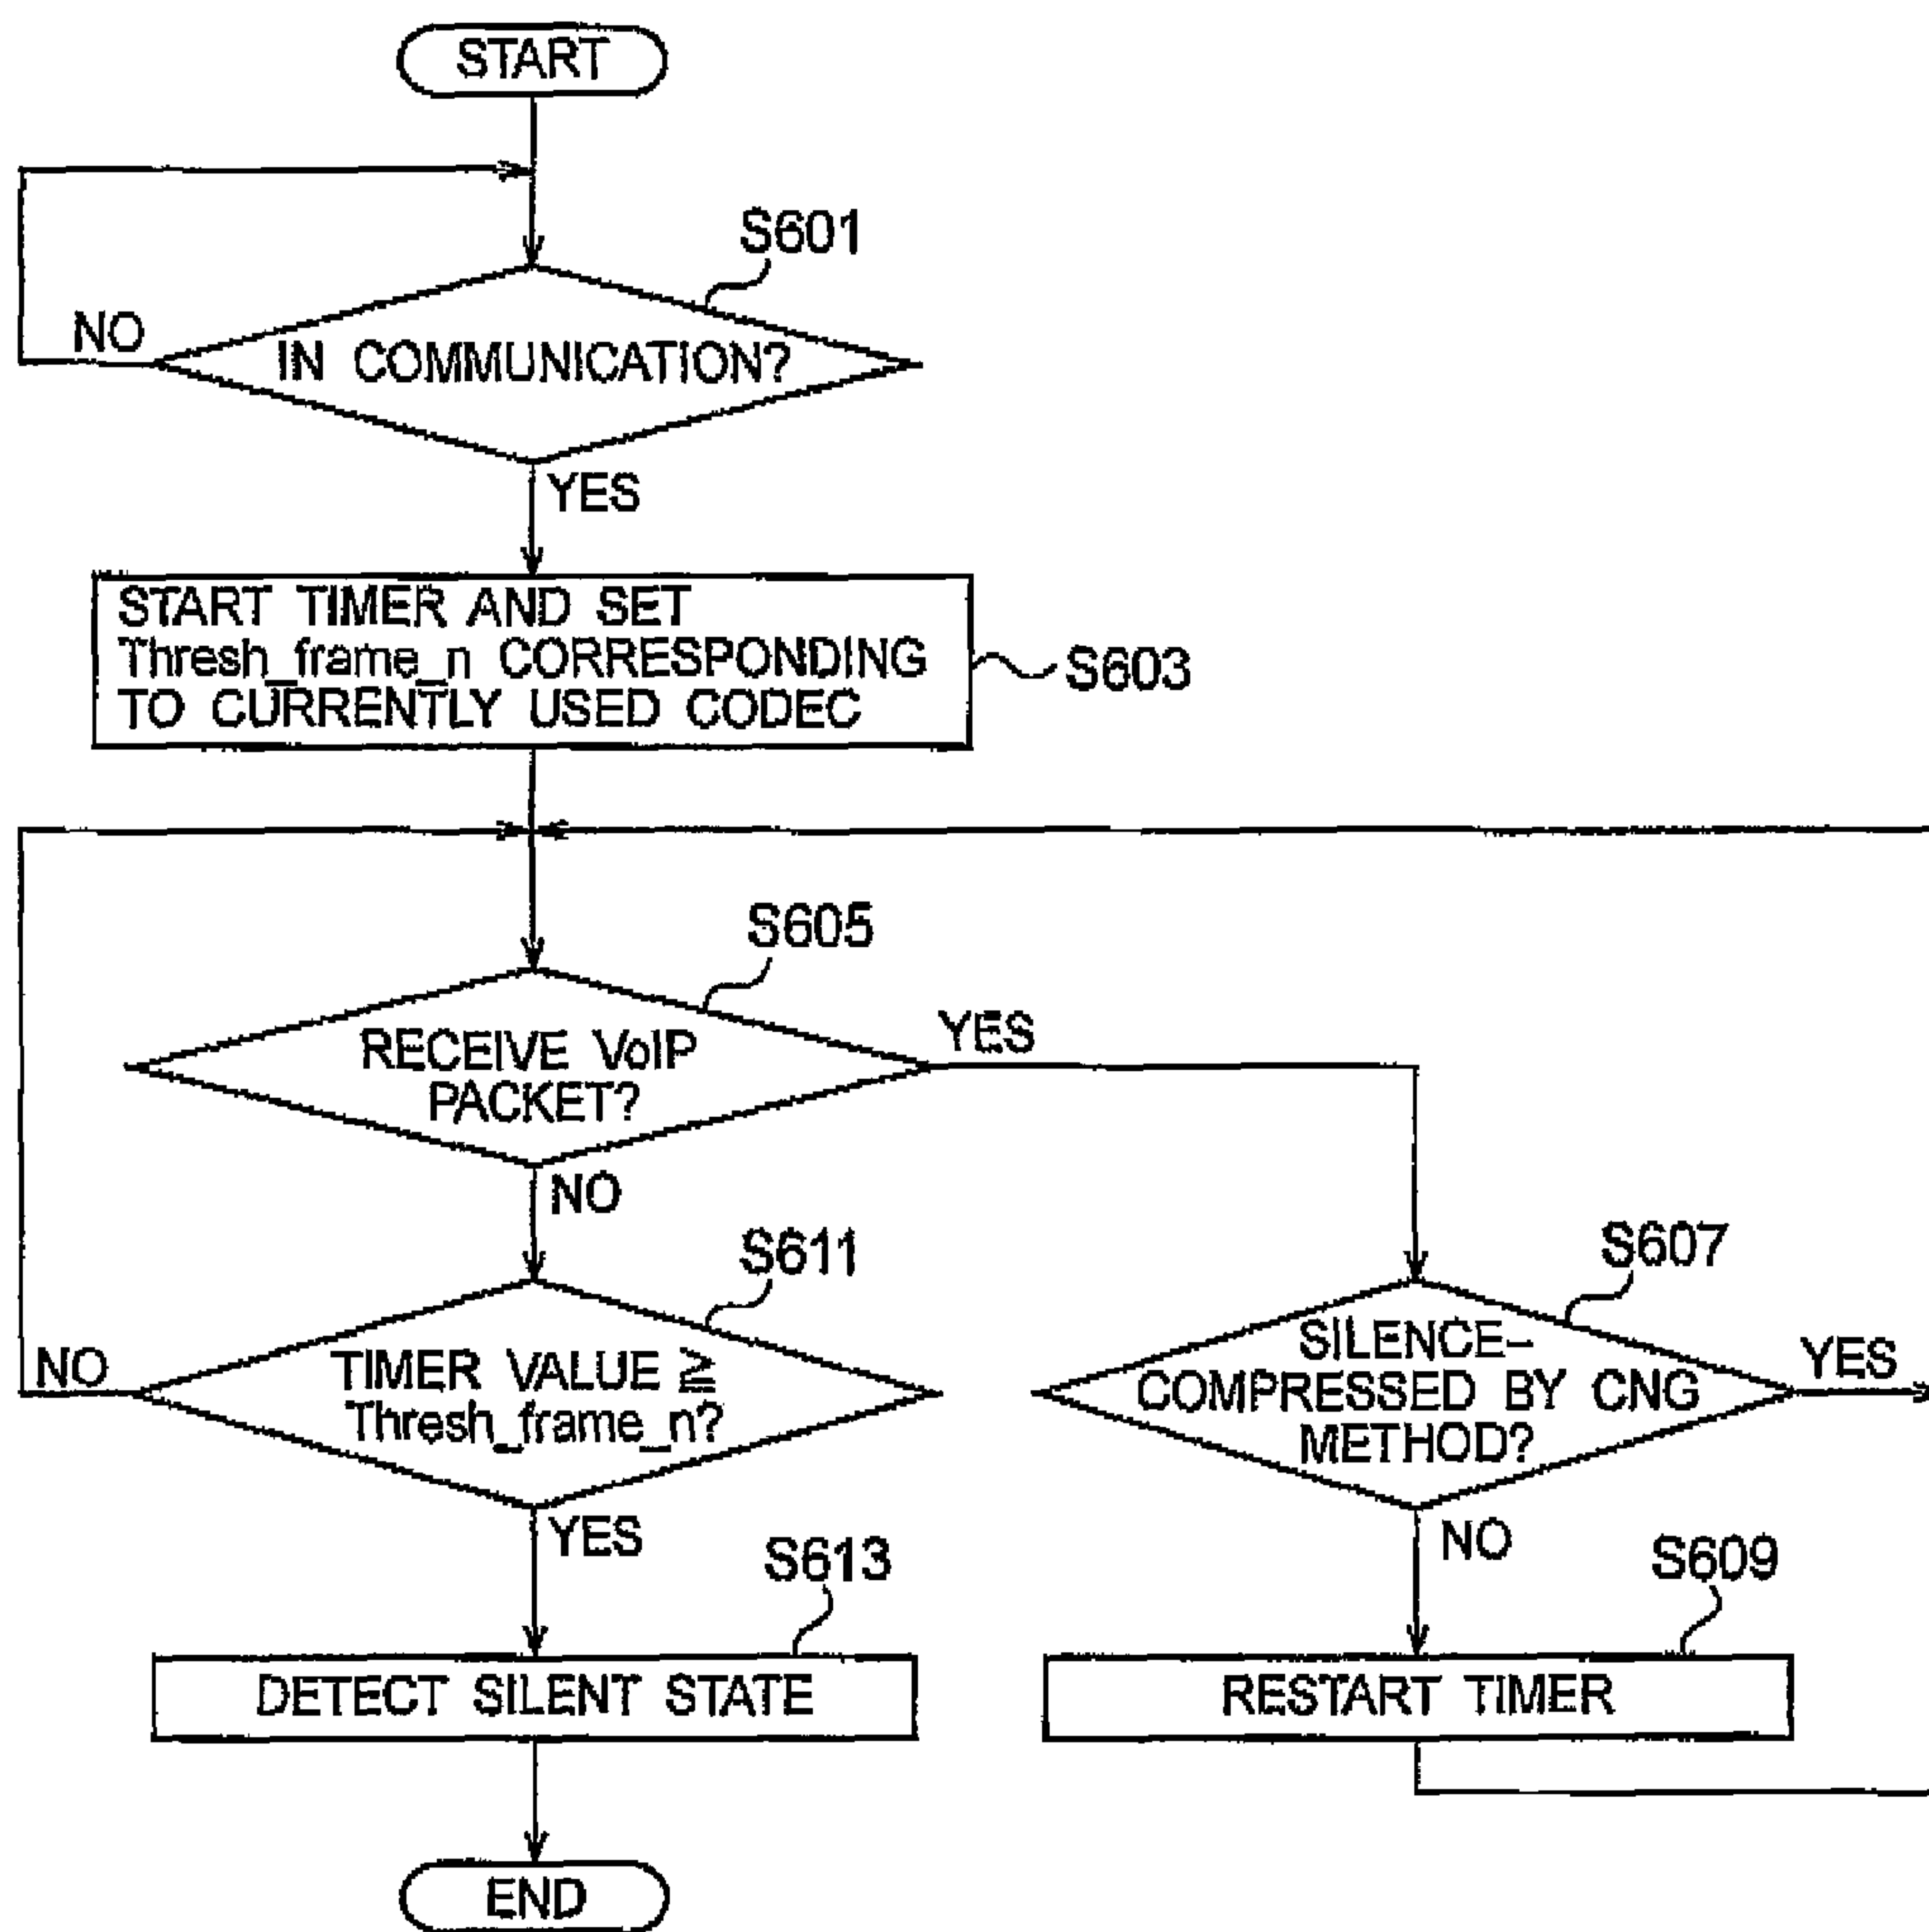 START
S601
NO
IN COMMUNICATION?
YES
START TIMER AND SET
Thresh_frame_n CORRESPONDING
TO CURRENTLY USED CODEC
S603
S605
RECEIVE VoIP
PACKET?
YES
NO
S611
S607
NO
TIMER VALUE ≧
Thresh_frame_n?
SILENCE-
COMPRESSED BY CNG
METHOD?
YES
YES
NO
S613
S609
DETECT SILENT STATE
RESTART TIMER
END